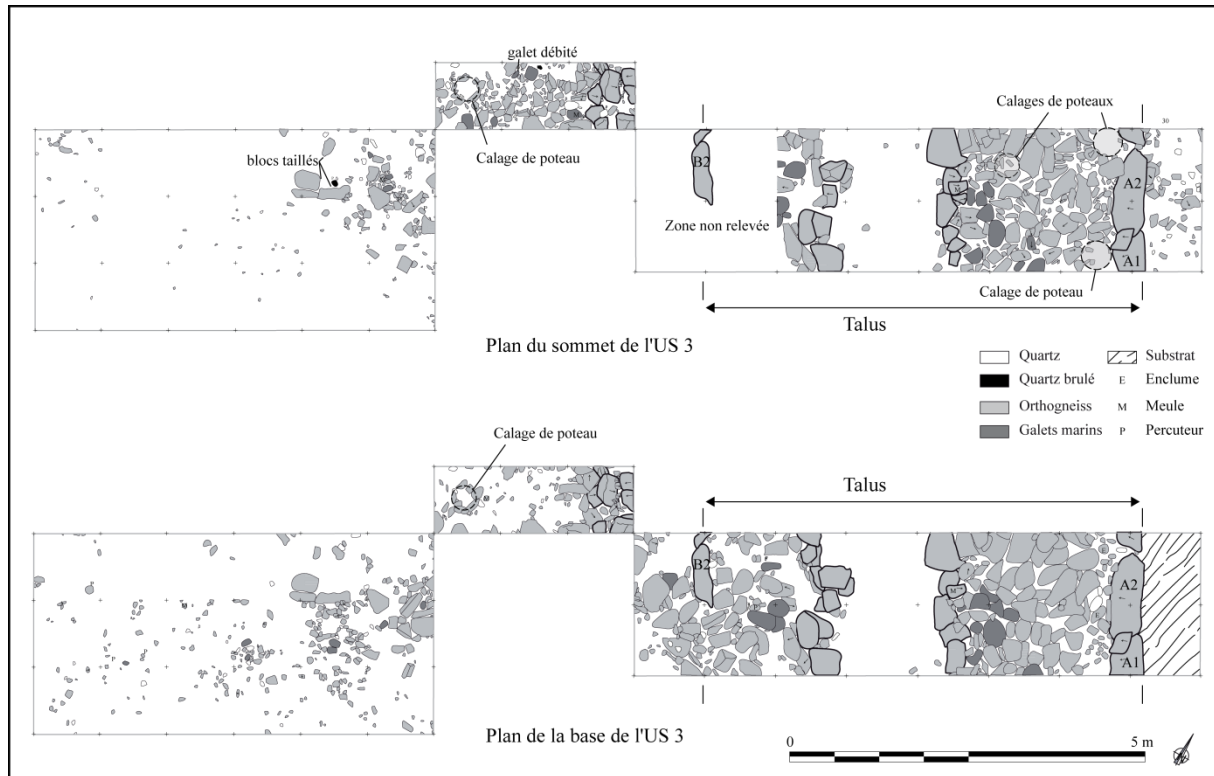 galet débité
Calages de poteaux
30
blocs taillés
Calage de poteau
M
B2
M
A2
Zone non relevée
A1
Calage de poteau
Talus
Plan du sommet de l'US 3
Quartz
Substrat
Quartz brulé
E Enclume
Orthogneiss
M Meule
Galets marins
P Percuteur
Calage de poteau
Talus
M
B2
E
A2
M
M
P
P
P
A1
Plan de la base de l'US 3
0
5 m